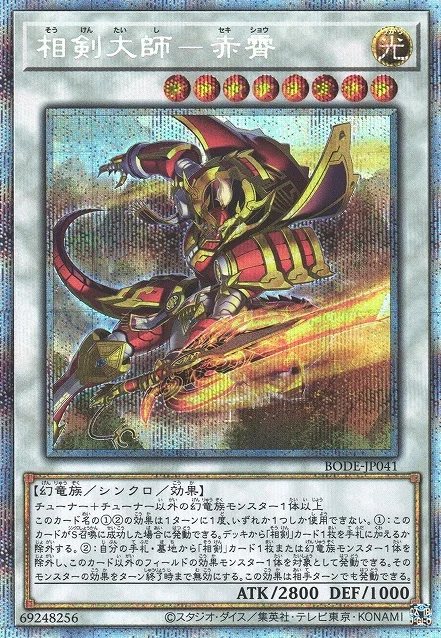 相剣大師－赤霄
そう けん たい し セキ ショウ
光
BODE-JP041
【幻竜族／シンクロ／効果】
チューナー＋チューナー以外の幻竜族モンスター1体以上
このカード名の①②の効果は1ターンに1度、いずれか1つしか使用できない。①：この
カードがS召喚に成功した場合に発動できる。デッキから「相剣」カード1枚を手札に加えるか
除外する。②：自分の手札・墓地から「相剣」カード1枚または幻竜族モンスター1体を
除外し、このカード以外のフィールドの効果モンスター1体を対象として発動できる。その
モンスターの効果をターン終了時まで無効にする。この効果は相手ターンでも発動できる。
ATK/2800 DEF/1000
69248256
©スタジオ・ダイス／集英社・テレビ東京・KONAMI